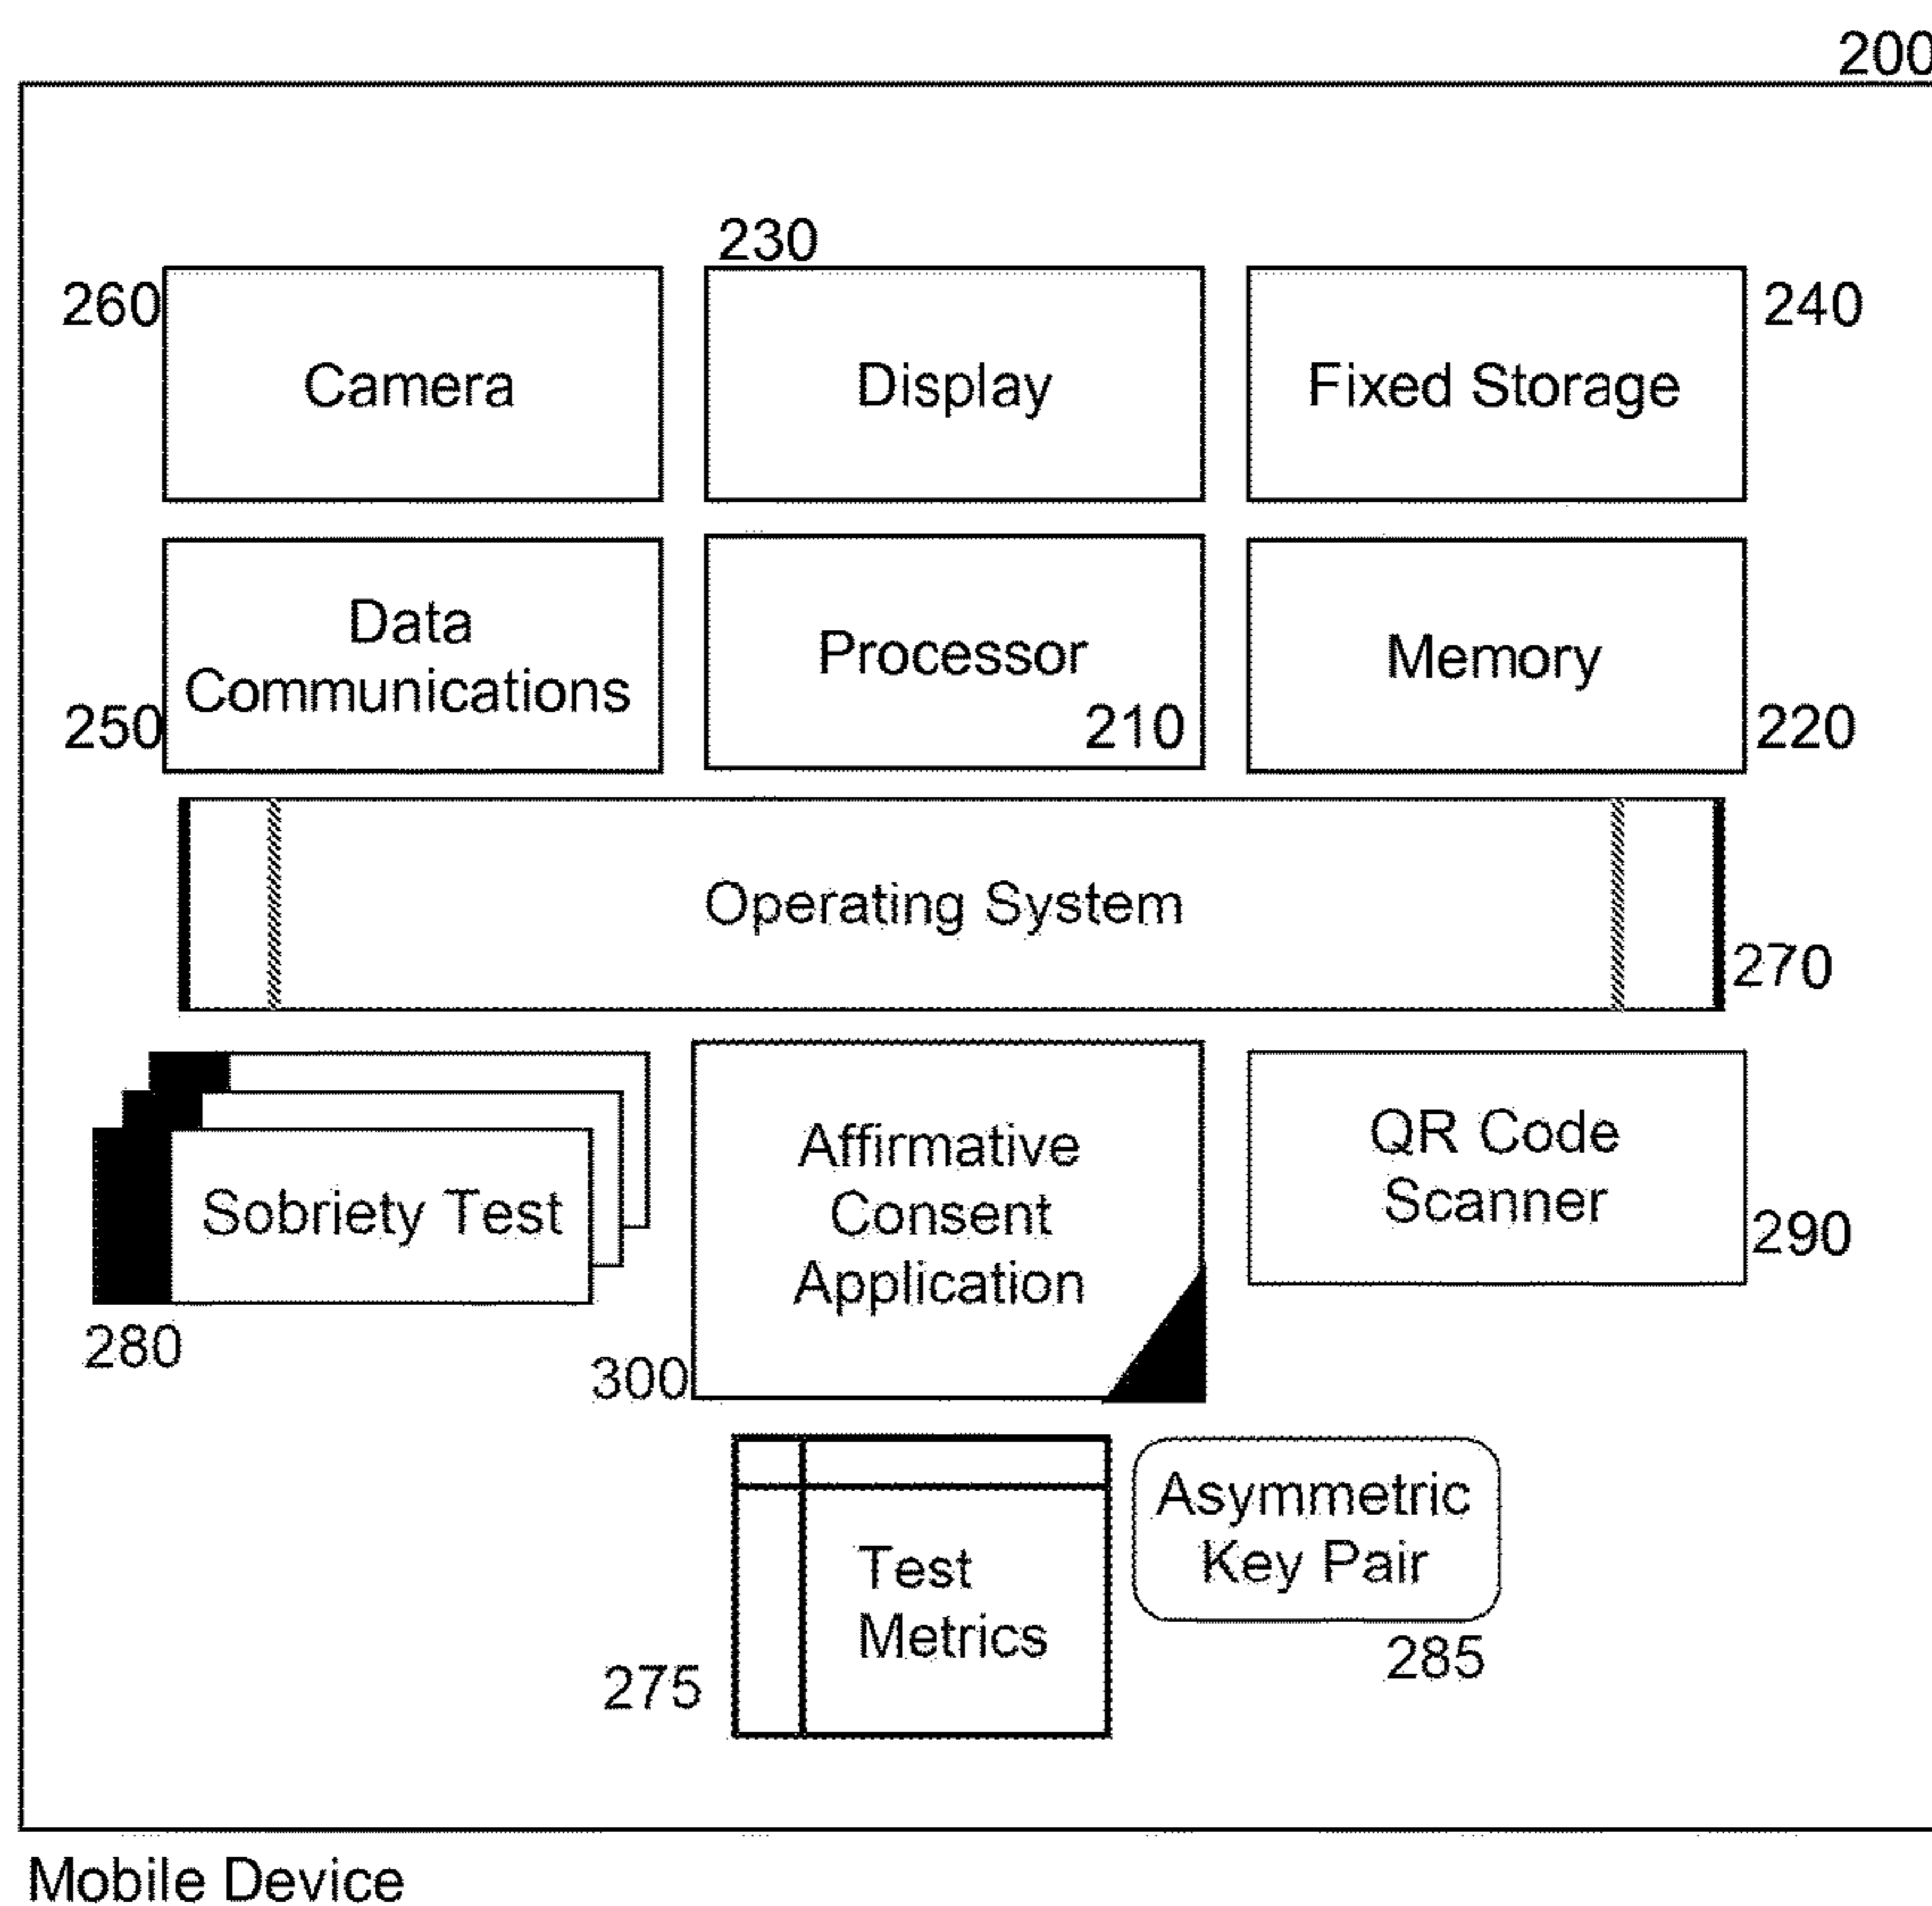 200
230
260
240
Camera
Display
Fixed Storage
Data
Communications
250
Processor
210
Memory
220
Operating System
270
Sobriety Test
280
Affirmative
Consent
Application
300
QR Code
Scanner
290
Test
Metrics
275
Asymmetric
Key Pair
285
Mobile Device